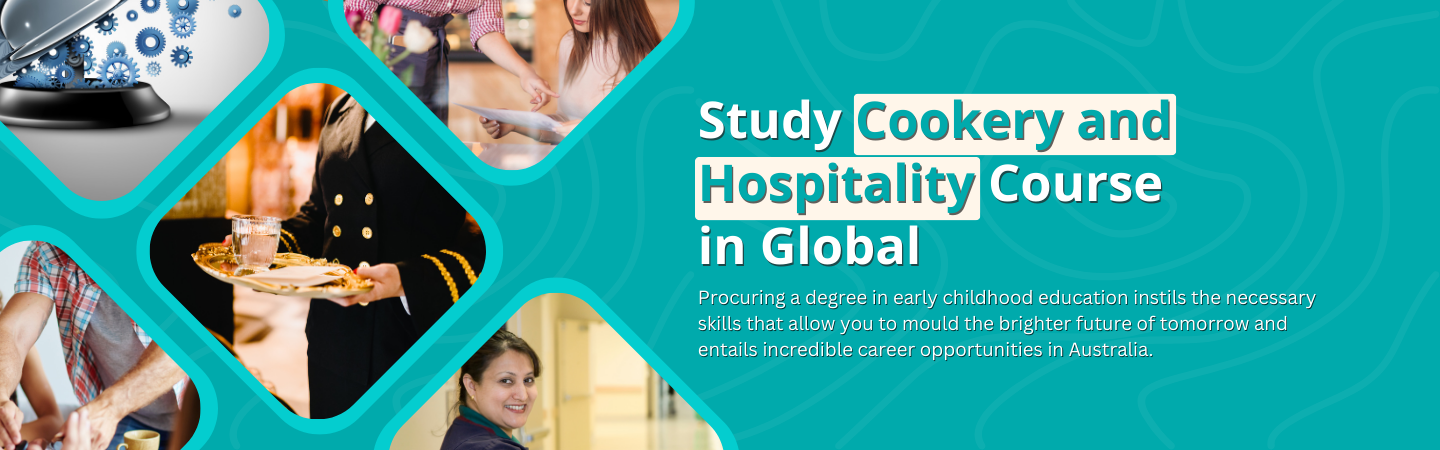 Study Cookery and
Hospitality Course
in Global
Procuring a degree in early childhood education instils the necessary
skills that allow you to mould the brighter future of tomorrow and
entails incredible career opportunities in Australia.